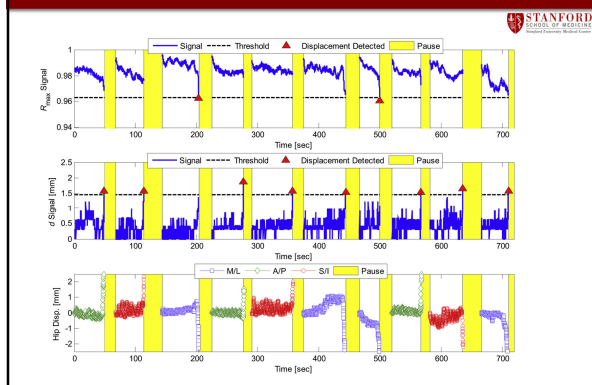 STANFORD
SCHOOL OF MEDICINE
Stanford University Medical Center
Signal Threshold Displacement Detected Pause
1
0.98
0.96
0.94
R max Signal
0 100 200 300 400 500 600 700
Time [sec]
Signal Threshold Displacement Detected Pause
2.5
2
1.5
1
0.5
0
d Signal [mm]
0 100 200 300 400 500 600 700
Time [sec]
M/L A/P S/I Pause
2
1
0
-1
-2
Hip Disp. [mm]
0 100 200 300 400 500 600 700
Time [sec]